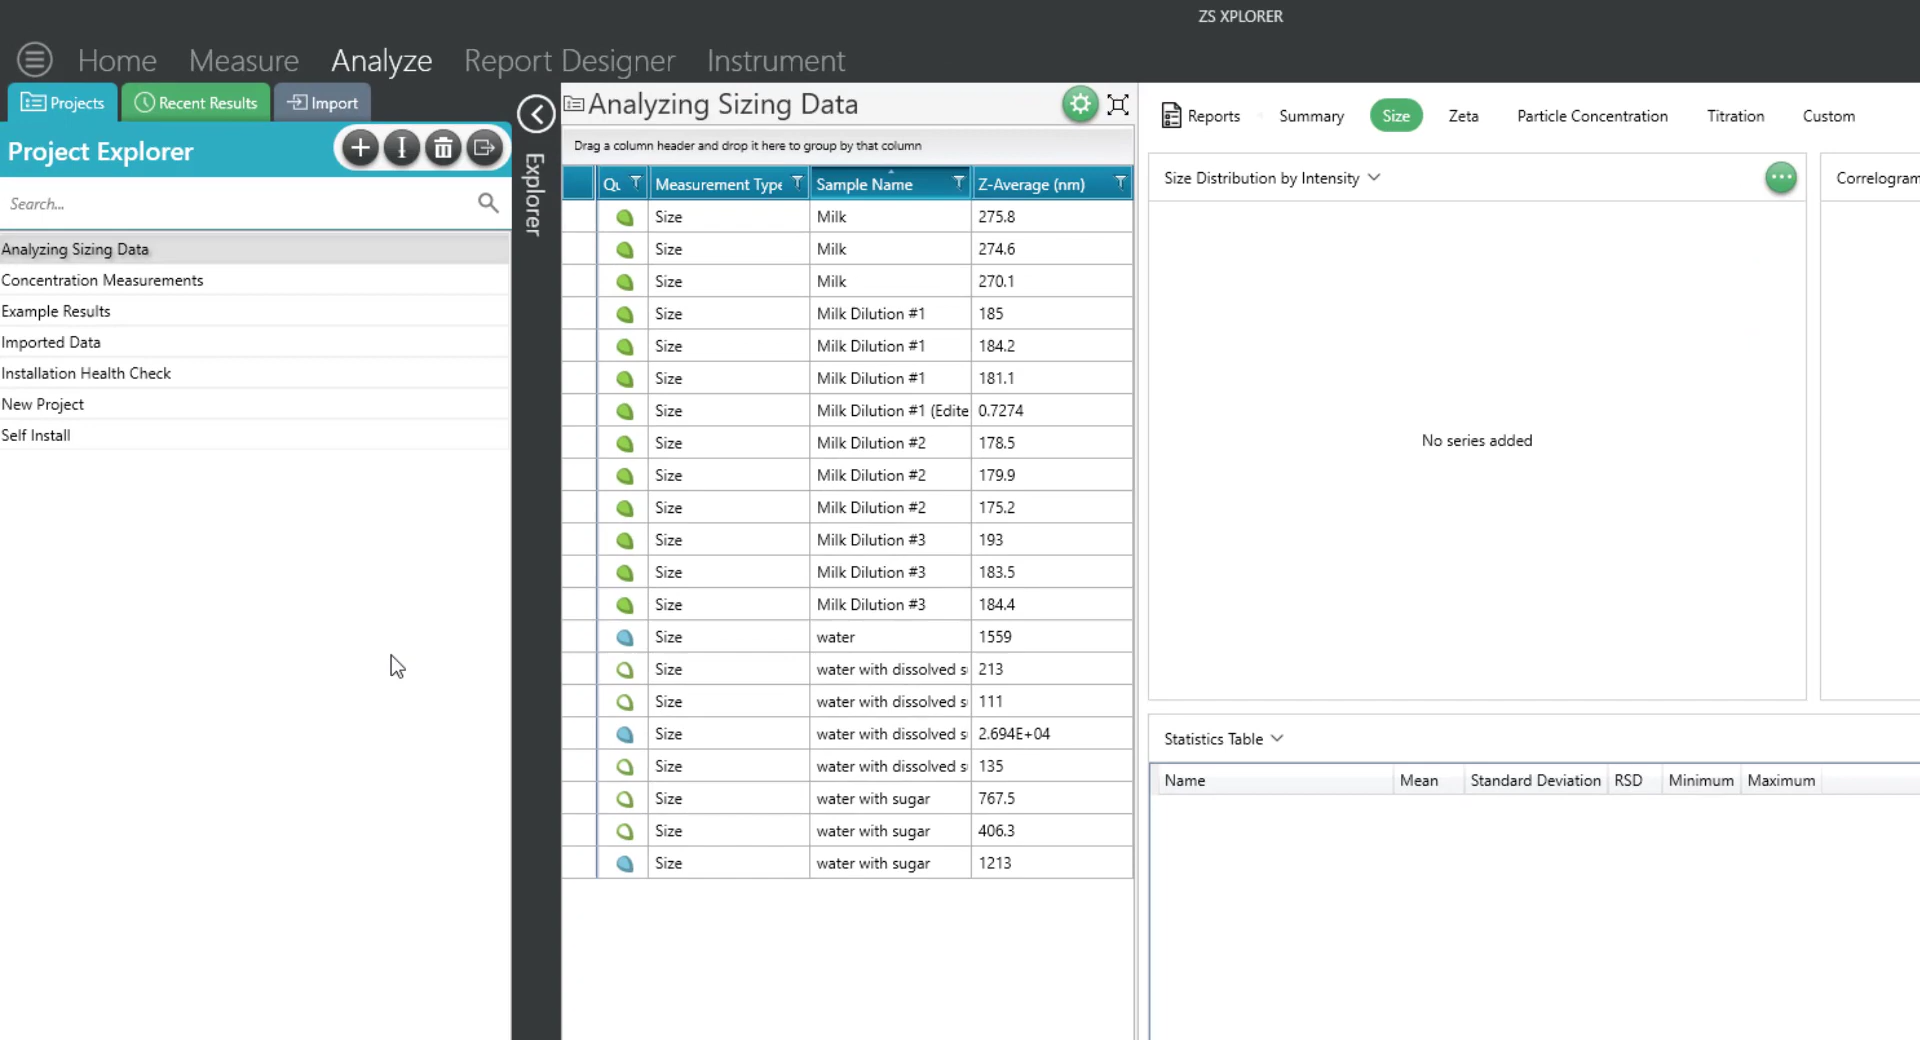 ZS XPLORER
Home Measure Analyze Report Designer Instrument
Projects Recent Results Import
Project Explorer
Search...
Analyzing Sizing Data
Concentration Measurements
Example Results
Imported Data
Installation Health Check
New Project
Self Install
Explorer
Analyzing Sizing Data
Drag a column header and drop it here to group by that column
Qu Measurement Type Sample Name Z-Average (nm)
Size Milk 275.8
Size Milk 274.6
Size Milk 270.1
Size Milk Dilution #1 185
Size Milk Dilution #1 184.2
Size Milk Dilution #1 181.1
Size Milk Dilution #1 (Edite 0.7274
Size Milk Dilution #2 178.5
Size Milk Dilution #2 179.9
Size Milk Dilution #2 175.2
Size Milk Dilution #3 193
Size Milk Dilution #3 183.5
Size Milk Dilution #3 184.4
Size water 1559
Size water with dissolved s 213
Size water with dissolved s 111
Size water with dissolved s 2.694E+04
Size water with dissolved s 135
Size water with sugar 767.5
Size water with sugar 406.3
Size water with sugar 1213
Reports Summary Size Zeta Particle Concentration Titration Custom
Size Distribution by Intensity
No series added
Correlogram
Statistics Table
Name Mean Standard Deviation RSD Minimum Maximum